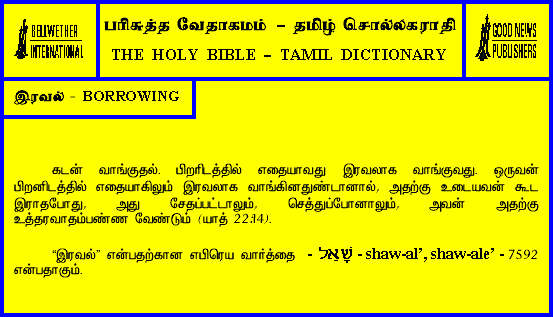 BELLWETHER
INTERNATIONAL
பரிசுத்த வேதாகமம் – தமிழ் சொல்லகராதி
THE HOLY BIBLE – TAMIL DICTIONARY
GOOD NEWS
PUBLISHERS
இரவல் - BORROWING
கடன் வாங்குதல். பிறரிடத்தில் எதையாவது இரவலாக வாங்குவது. ஒருவன்
பிறனிடத்தில் எதையாகிலும் இரவலாக வாங்கினதுண்டானால், அதற்கு உடையவன் கூட
இராதபோது, அது சேதப்பட்டாலும், செத்துப்போனாலும், அவன் அதற்கு
உத்தரவாதம்பண்ண வேண்டும் (யாத் 22:14).
“இரவல்” என்பதற்கான எபிரெய வார்த்தை - שָׁאַל - shaw-al’, shaw-ale’ - 7592
என்பதாகும்.